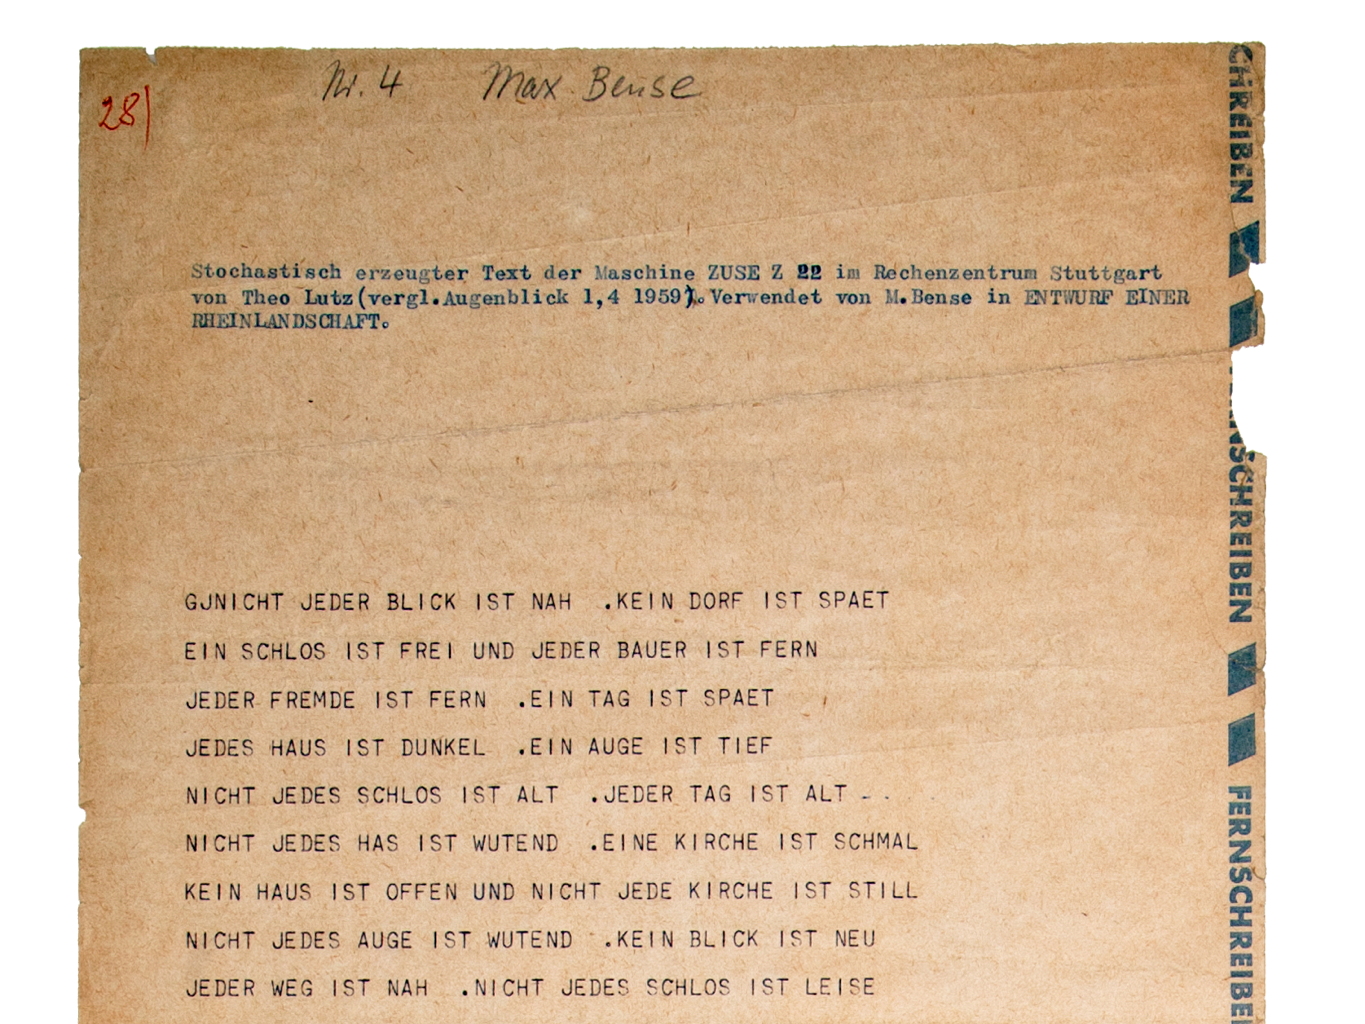 Nr. 4 Max Bense
28|
Stochastisch erzeugter Text der Maschine ZUSE Z 22 im Rechenzentrum Stuttgart
von Theo Lutz(vergl.Augenblick 1,4 1959).Verwendet von M.Bense in ENTWURF EINER
RHEINLANDSCHAFT.
GJNICHT JEDER BLICK IST NAH .KEIN DORF IST SPAET
EIN SCHLOS IST FREI UND JEDER BAUER IST FERN
JEDER FREMDE IST FERN .EIN TAG IST SPAET
JEDES HAUS IST DUNKEL .EIN AUGE IST TIEF
NICHT JEDES SCHLOS IST ALT .JEDER TAG IST ALT - .
NICHT JEDES HAS IST WUTEND .EINE KIRCHE IST SCHMAL
KEIN HAUS IST OFFEN UND NICHT JEDE KIRCHE IST STILL
NICHT JEDES AUGE IST WUTEND .KEIN BLICK IST NEU
JEDER WEG IST NAH .NICHT JEDES SCHLOS IST LEISE
CHREIBEN
NSCHREIBEN
FERNSCHREIBE